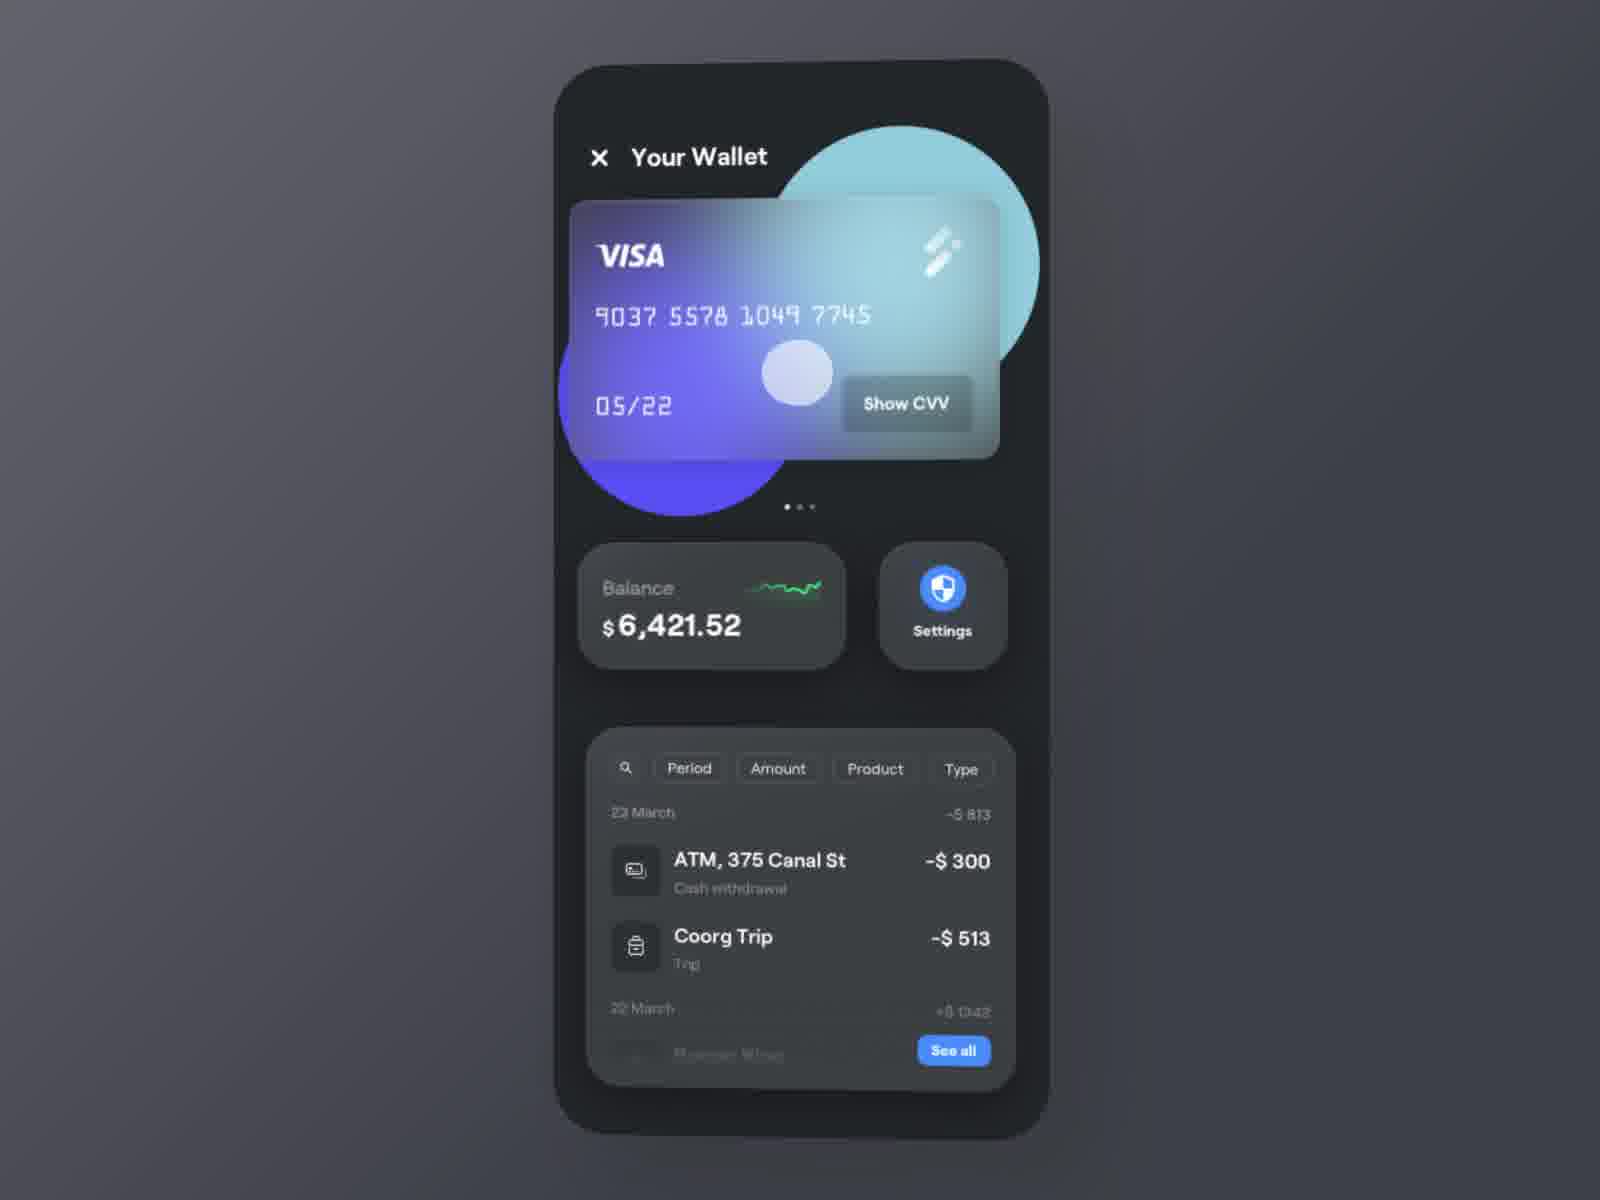 Your Wallet
VISA
9037 5578 1049 7745
05/22
Show CVV
Balance
$ 6,421.52
Settings
Period Amount Product Type
23 March -$ 813
ATM, 375 Canal St -$ 300
Cash withdrawal
Coorg Trip -$ 513
Trip
22 March +$ 1342
See all